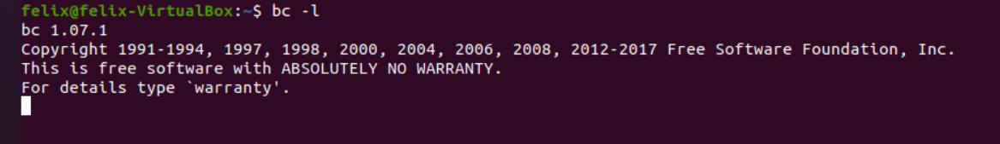 felix@felix-VirtualBox:~$ bc -l
bc 1.07.1
Copyright 1991-1994, 1997, 1998, 2000, 2004, 2006, 2008, 2012-2017 Free Software Foundation, Inc.
This is free software with ABSOLUTELY NO WARRANTY.
For details type `warranty'.